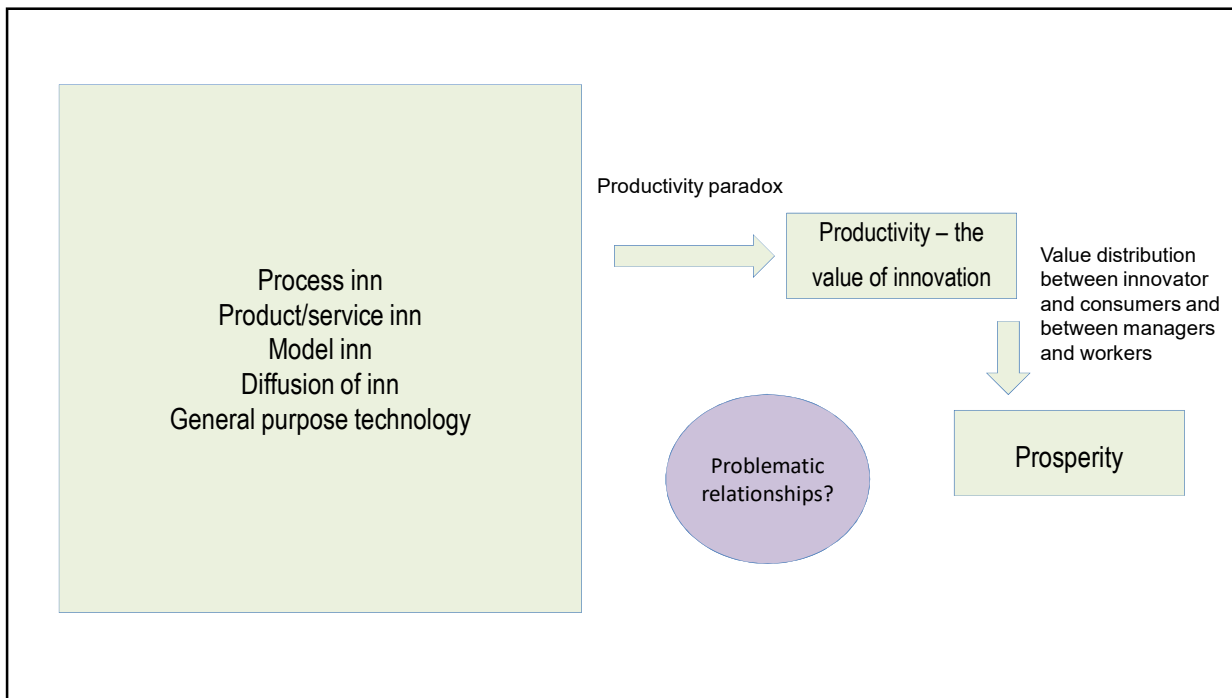 Process inn
Product/service inn
Model inn
Diffusion of inn
General purpose technology
Productivity paradox
Productivity – the
value of innovation
Value distribution
between innovator
and consumers and
between managers
and workers
Problematic
relationships?
Prosperity